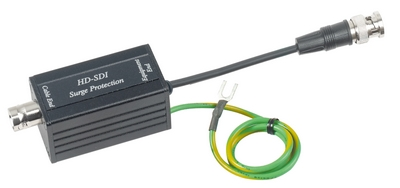 Cable End
HD-SDI
Surge Protection
Equipment
End